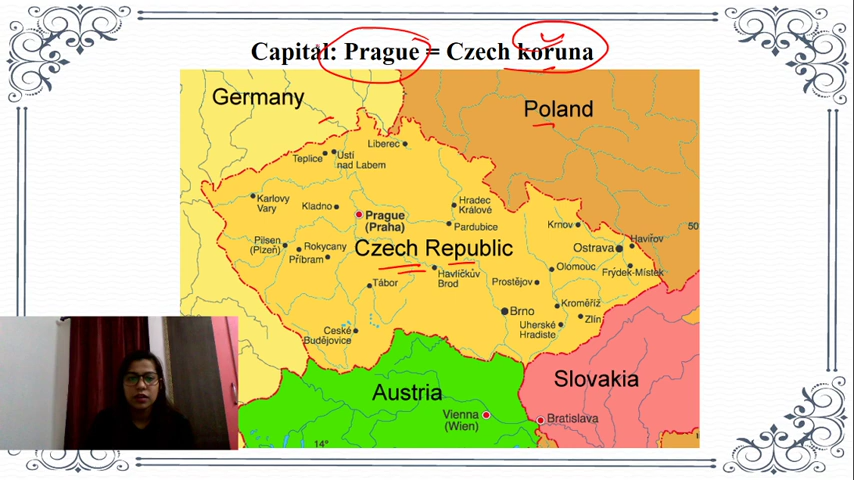 Capital: Prague = Czech koruna
Germany
Poland
Liberec
Teplice
Ústí
nad Labem
Karlovy
Vary
Kladno
Hradec
Králové
Prague
(Praha)
Pardubice
Krnov
50
Pilsen
(Plzeň)
Rokycany
Czech Republic
Ostrava
Havířov
Příbram
Olomouc
Frýdek-Místek
Havlíčkův
Brod
Tábor
Prostějov
Kroměříž
Brno
Zlín
Uherské
Hradiste
České
Budějovice
Austria
Slovakia
Vienna
(Wien)
Bratislava
14°